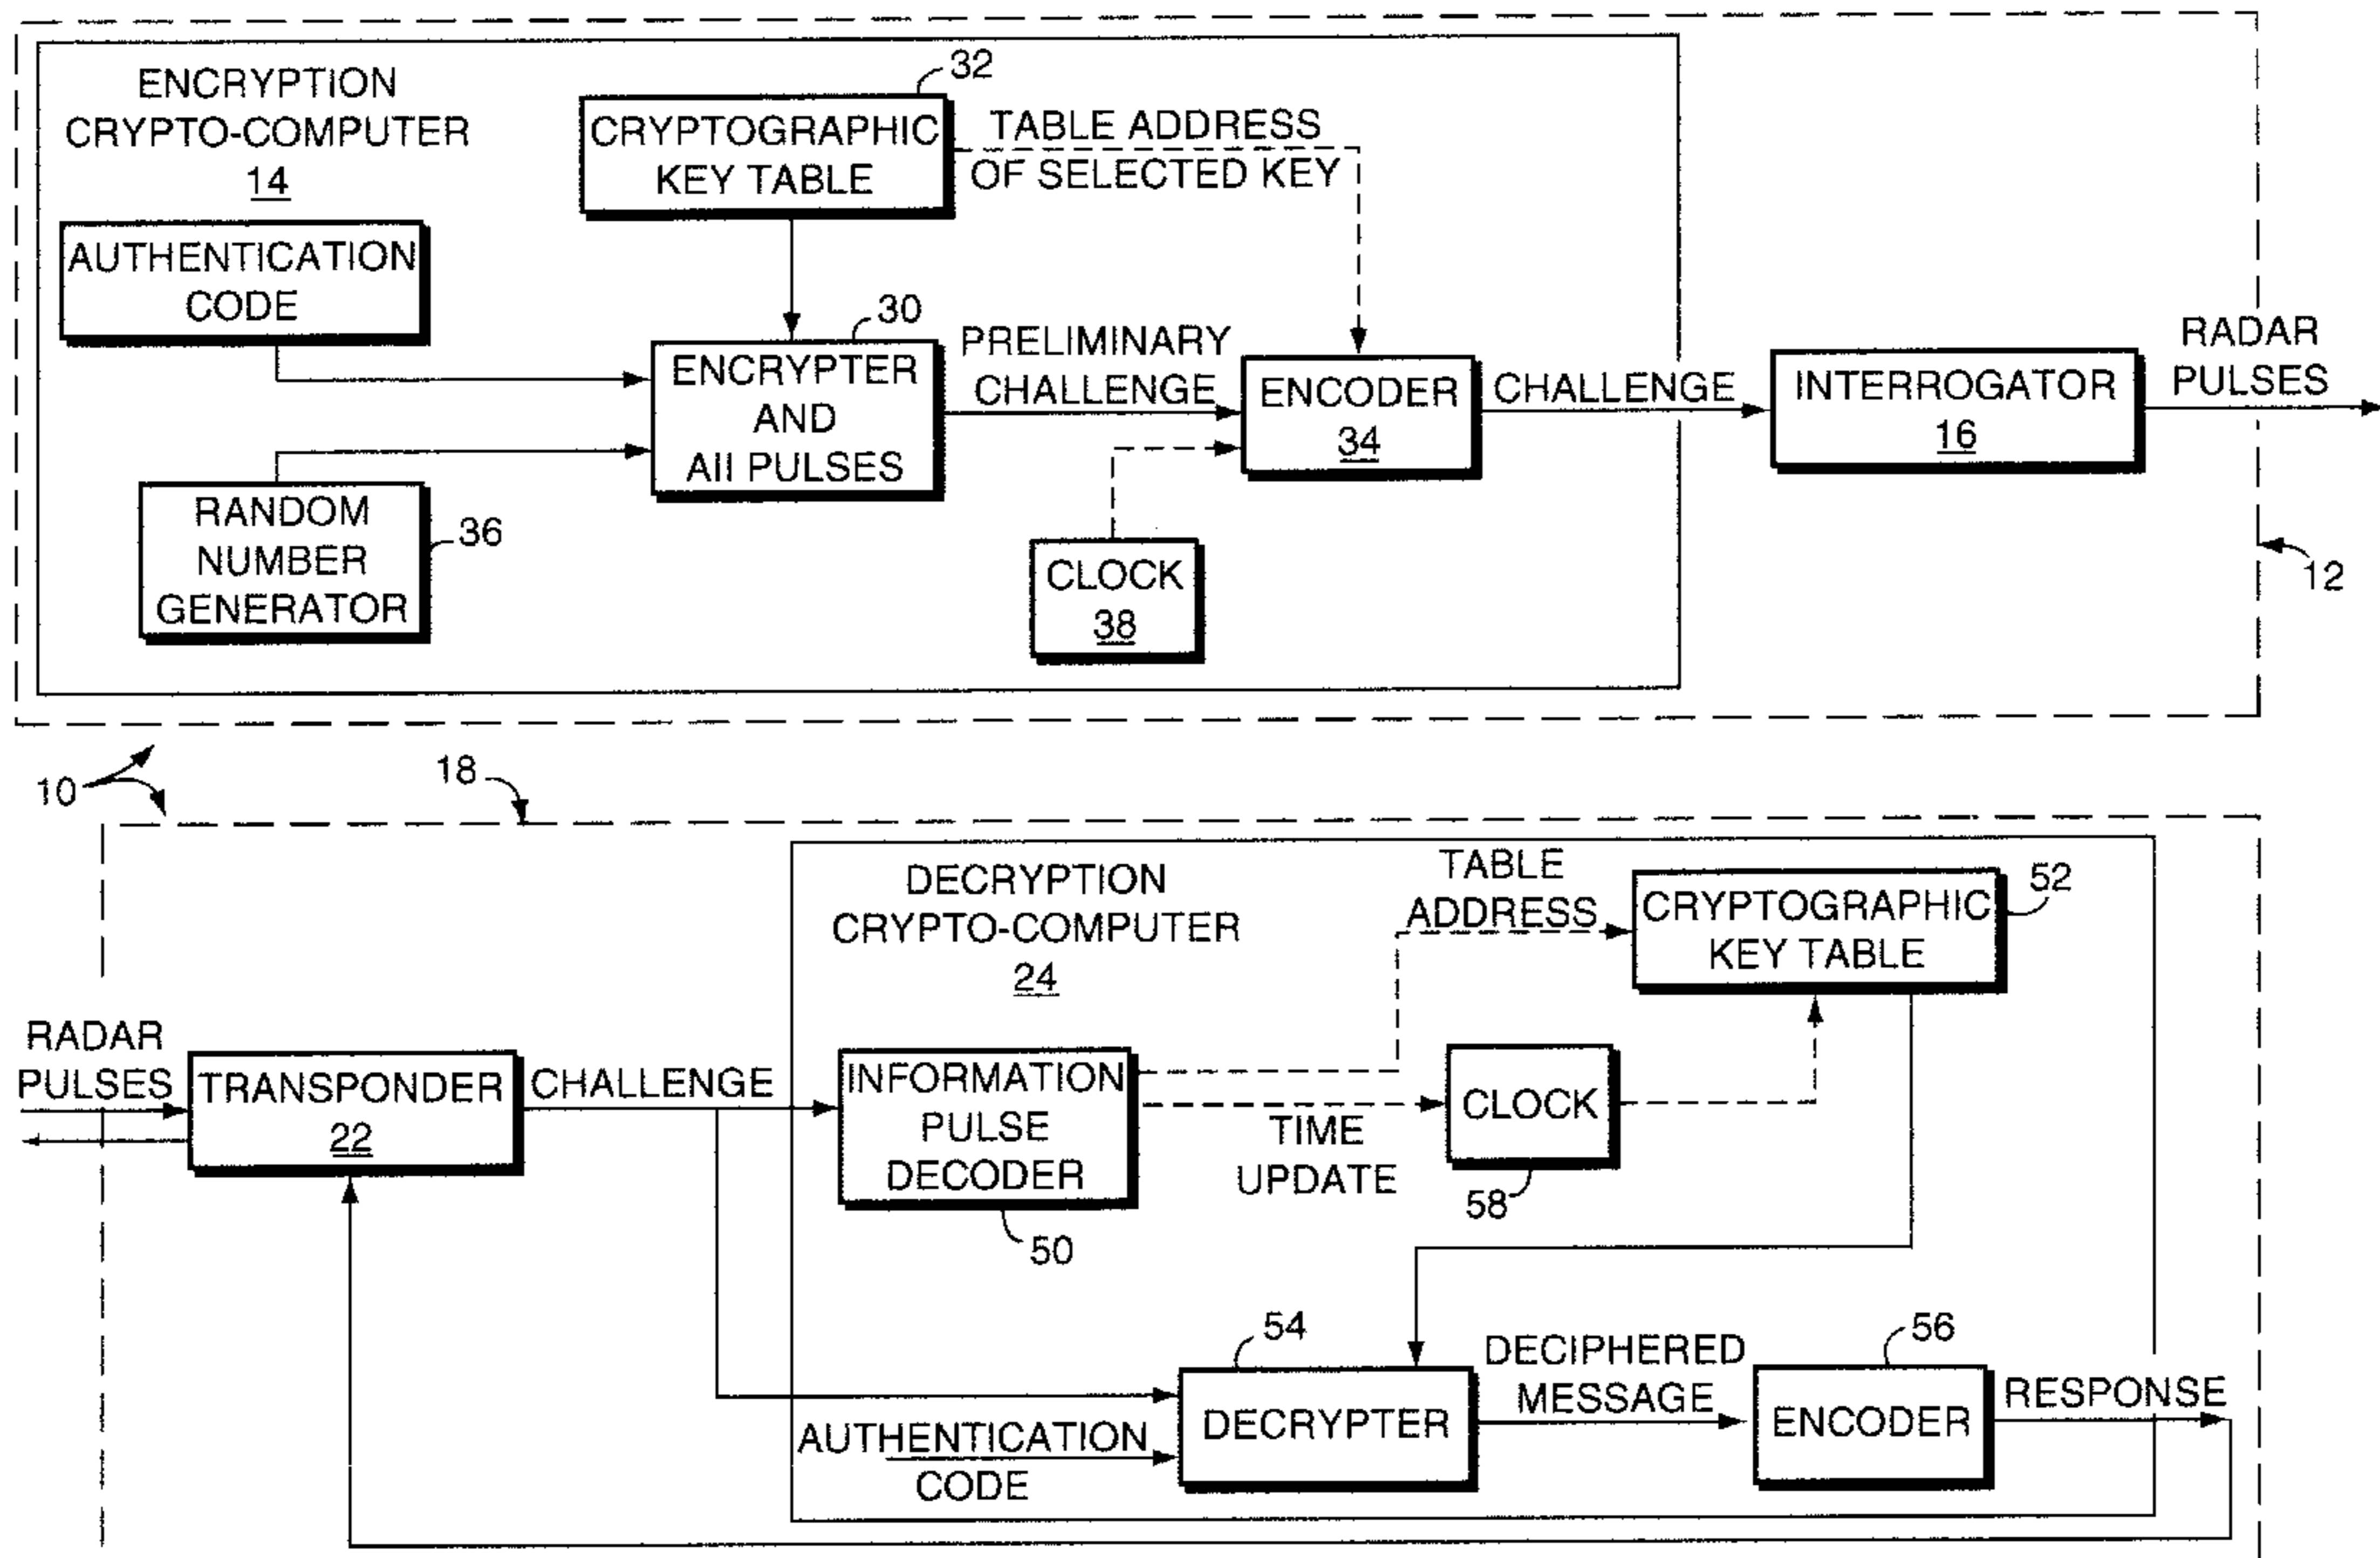 ENCRYPTION
CRYPTO-COMPUTER
14
32
CRYPTOGRAPHIC
KEY TABLE
TABLE ADDRESS
OF SELECTED KEY
AUTHENTICATION
CODE
30
ENCRYPTER
AND
AII PULSES
PRELIMINARY
CHALLENGE
ENCODER
34
CHALLENGE
INTERROGATOR
16
RADAR
PULSES
RANDOM
NUMBER
GENERATOR
36
CLOCK
38
12
10
18
DECRYPTION
CRYPTO-COMPUTER
24
TABLE
ADDRESS
CRYPTOGRAPHIC
KEY TABLE
52
RADAR
PULSES
TRANSPONDER
22
CHALLENGE
INFORMATION
PULSE
DECODER
50
TIME
UPDATE
CLOCK
58
54
DECRYPTER
AUTHENTICATION
CODE
DECIPHERED
MESSAGE
56
ENCODER
RESPONSE